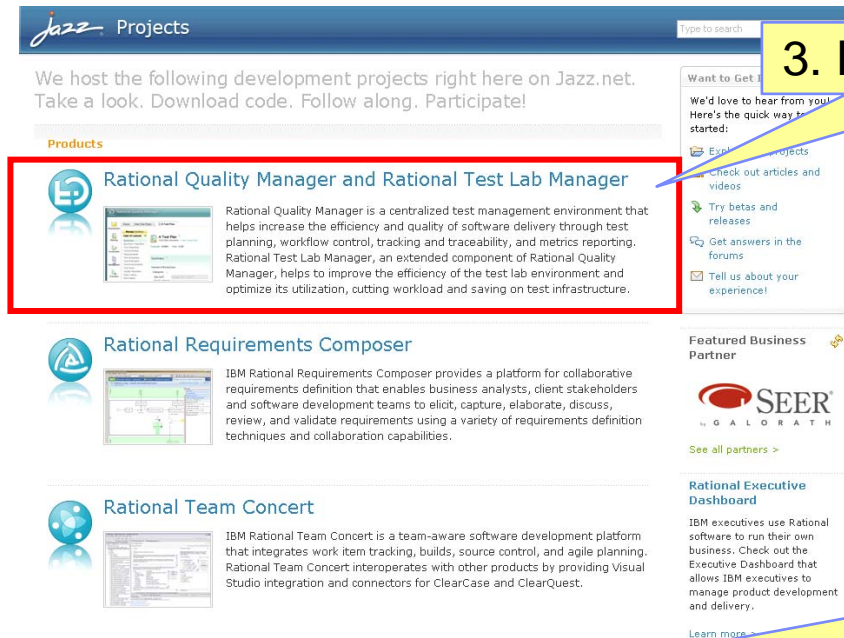 jazz Projects
Type to search
3.
We host the following development projects right here on Jazz.net.
Take a look. Download code. Follow along. Participate!
Products
Rational Quality Manager and Rational Test Lab Manager
Rational Quality Manager is a centralized test management environment that
helps increase the efficiency and quality of software delivery through test
planning, workflow control, tracking and traceability, and metrics reporting.
Rational Test Lab Manager, an extended component of Rational Quality
Manager, helps to improve the efficiency of the test lab environment and
optimize its utilization, cutting workload and saving on test infrastructure.
Rational Requirements Composer
IBM Rational Requirements Composer provides a platform for collaborative
requirements definition that enables business analysts, client stakeholders
and software development teams to elicit, capture, elaborate, discuss,
review, and validate requirements using a variety of requirements definition
techniques and collaboration capabilities.
Rational Team Concert
IBM Rational Team Concert is a team-aware software development platform
that integrates work item tracking, builds, source control, and agile planning.
Rational Team Concert interoperates with other products by providing Visual
Studio integration and connectors for ClearCase and ClearQuest.
Want to Get
We'd love to hear from you!
Here's the quick way
started:
Check out articles and
videos
Try betas and
releases
Get answers in the
forums
Tell us about your
experience!
Featured Business
Partner
SEER
by GALORATH
See all partners >
Rational Executive
Dashboard
IBM executives use Rational
software to run their own
business. Check out the
Executive Dashboard that
allows IBM executives to
manage product development
and delivery.
Learn more >